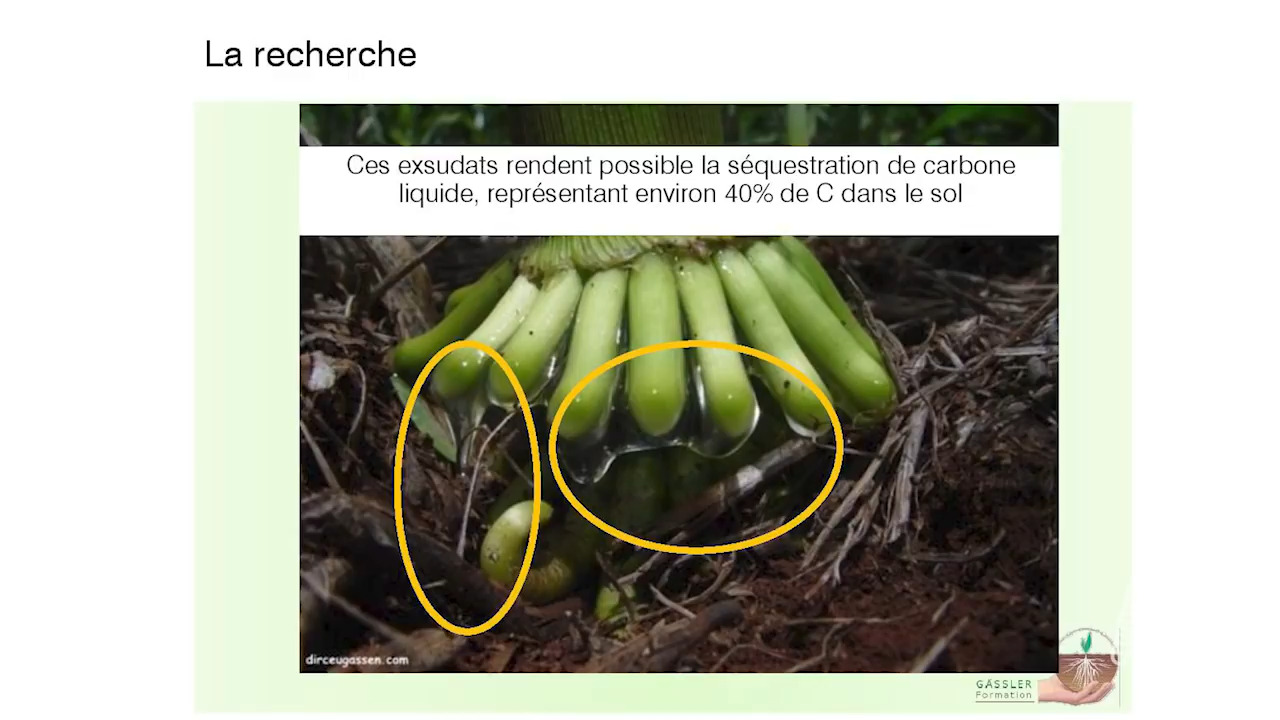 La recherche
Ces exsudats rendent possible la séquestration de carbone
liquide, représentant environ 40% de C dans le sol
dirceugassen.com
GÄSSLER
Formation